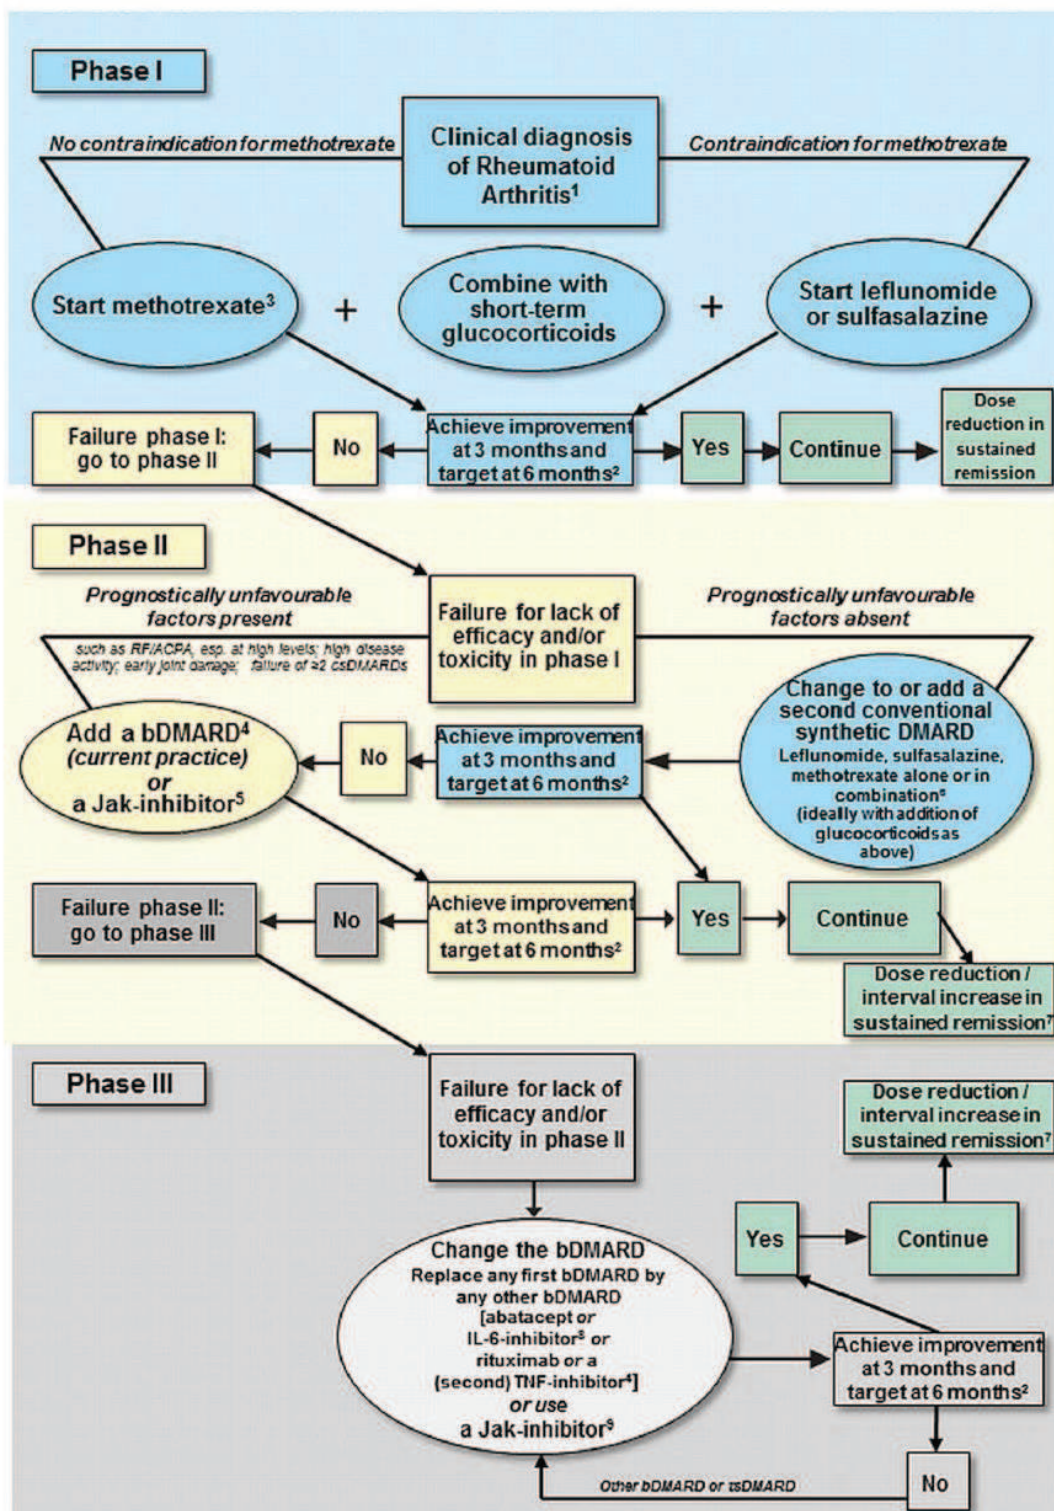 Phase I
No contraindication for methotrexate
Clinical diagnosis
of Rheumatoid
Arthritis¹
Contraindication for methotrexate
Start methotrexate³
+
Combine with
short-term
glucocorticoids
+
Start leflunomide
or sulfasalazine
Failure phase I:
go to phase II
No
Achieve improvement
at 3 months and
target at 6 months²
Yes
Continue
Dose
reduction in
sustained
remission
Phase II
Prognostically unfavourable
factors present
such as RF/ACPA, esp. at high levels; high disease
activity; early joint damage; failure of ≥2 csDMARDs
Failure for lack of
efficacy and/or
toxicity in phase I
Prognostically unfavourable
factors absent
Add a bDMARD⁴
(current practice)
or
a Jak-inhibitor⁵
No
Achieve improvement
at 3 months and
target at 6 months²
Change to or add a
second conventional
synthetic DMARD
Leflunomide, sulfasalazine,
methotrexate alone or in
combination⁶
(ideally with addition of
glucocorticoids as
above)
Failure phase II:
go to phase III
No
Achieve improvement
at 3 months and
target at 6 months²
Yes
Continue
Dose reduction /
interval increase in
sustained remission⁷
Phase III
Failure for lack of
efficacy and/or
toxicity in phase II
Dose reduction /
interval increase in
sustained remission⁷
Yes
Continue
Change the bDMARD
Replace any first bDMARD by
any other bDMARD
[abatacept or
IL-6-inhibitor⁸ or
rituximab or a
(second) TNF-inhibitor⁴]
or use
a Jak-inhibitor⁹
Achieve improvement
at 3 months and
target at 6 months²
No
Other bDMARD or tsDMARD